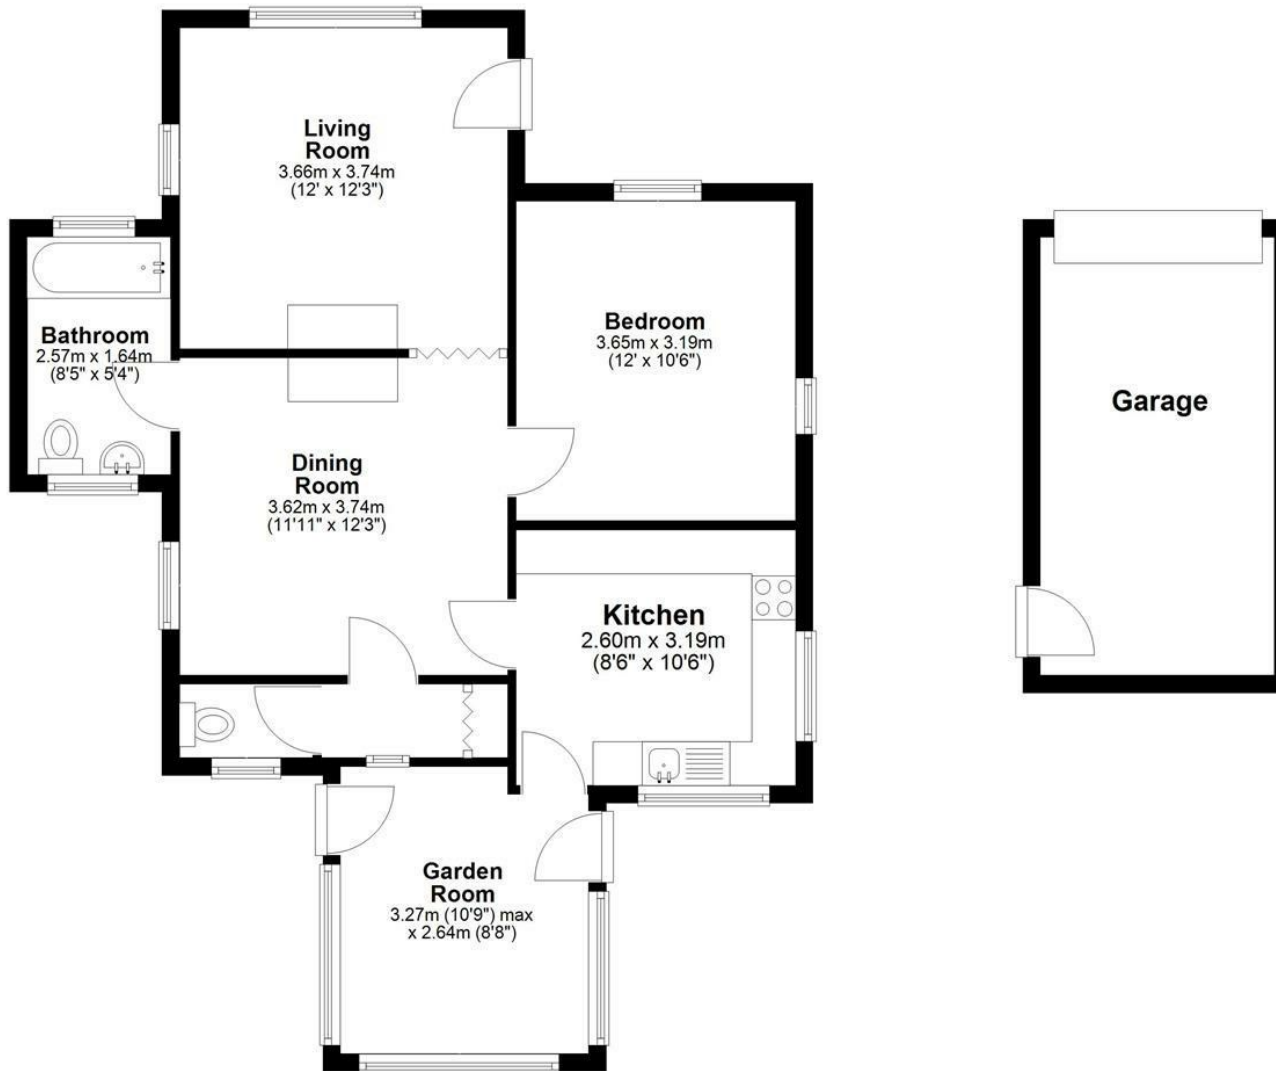 Living
Room
3.66m x 3.74m
(12' x 12'3")
Bathroom
2.57m x 1.64m
(8'5" x 5'4")
Bedroom
3.65m x 3.19m
(12' x 10'6")
Garage
Dining
Room
3.62m x 3.74m
(11'11" x 12'3")
Kitchen
2.60m x 3.19m
(8'6" x 10'6")
Garden
Room
3.27m (10'9") max
x 2.64m (8'8")